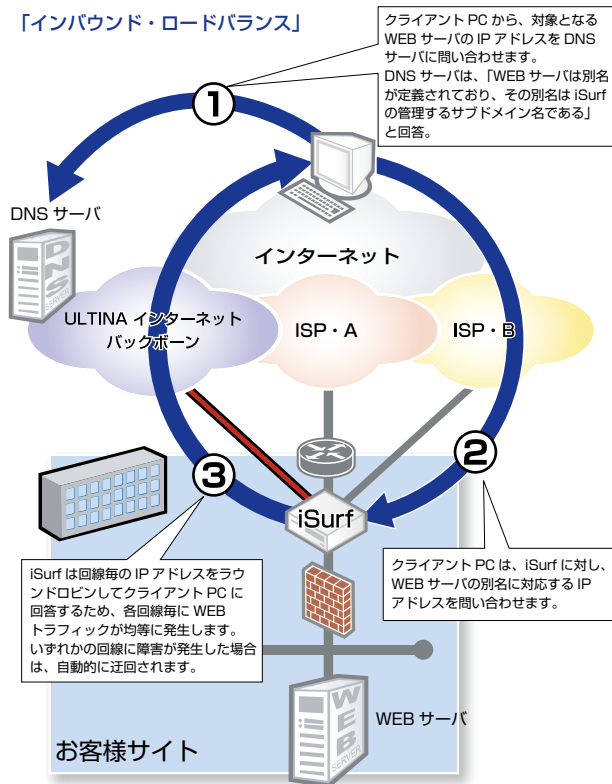 「インバウンド・ロードバランス」
クライアント PC から、対象となる
WEB サーバの IP アドレスを DNS
サーバに問い合わせます。
DNS サーバは、「WEB サーバは別名
が定義されており、その別名は iSurf
の管理するサブドメイン名である」
と回答。
1
DNS サーバ
DNS
SERVER
インターネット
ULTINA インターネット
バックボーン
ISP・A
ISP・B
2
3
iSurf
クライアント PC は、iSurf に対し、
WEB サーバの別名に対応する IP
アドレスを問い合わせます。
iSurf は回線毎の IP アドレスをラウ
ンドロビンしてクライアント PC に
回答するため、各回線毎に WEB
トラフィックが均等に発生します。
いずれかの回線に障害が発生した場合
は、自動的に迂回されます。
WEB
SERVER
WEB サーバ
お客様サイト